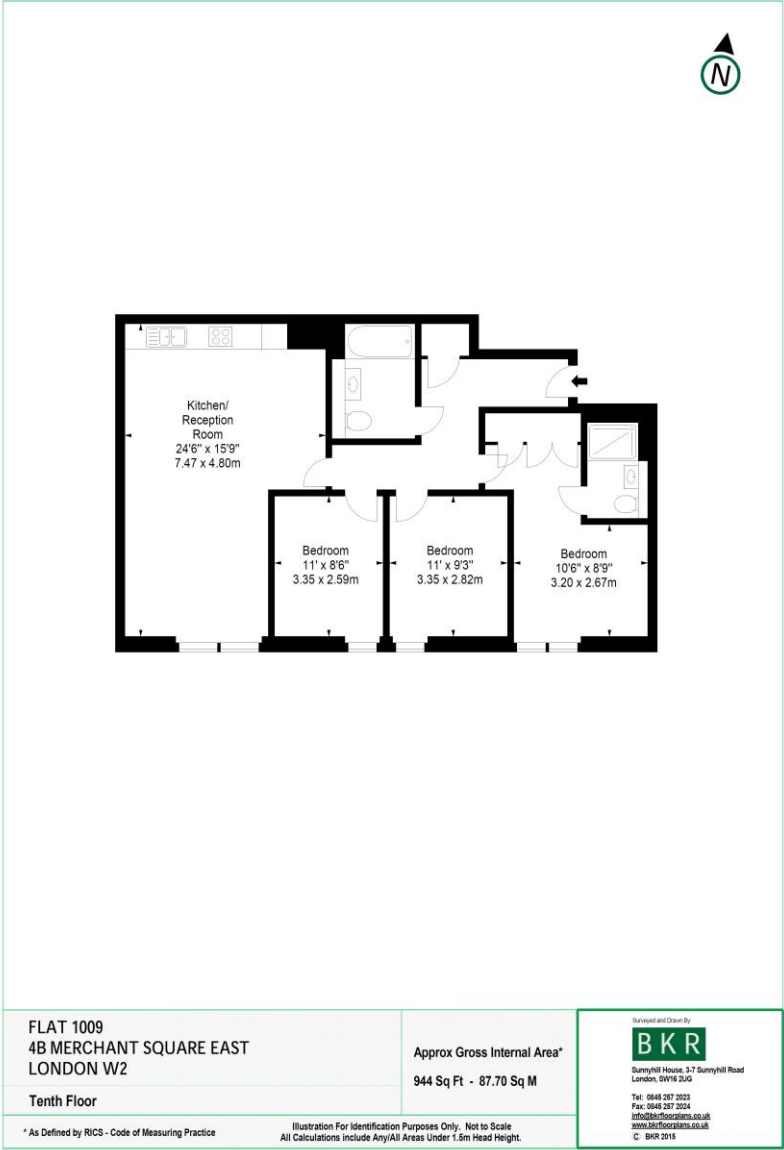 N
Kitchen/
Reception
Room
24'6" x 15'9"
7.47 x 4.80m
Bedroom
11' x 8'6"
3.35 x 2.59m
Bedroom
11' x 9'3"
3.35 x 2.82m
Bedroom
10'6" x 8'9"
3.20 x 2.67m
FLAT 1009
4B MERCHANT SQUARE EAST
LONDON W2
Tenth Floor
* As Defined by RICS - Code of Measuring Practice
Approx Gross Internal Area*
944 Sq Ft - 87.70 Sq M
Illustration For Identification Purposes Only. Not to Scale
All Calculations include Any/All Areas Under 1.5m Head Height.
Surveyed and Drawn By
BKR
Sunnyhill House, 3-7 Sunnyhill Road
London, SW16 2UG
Tel: 0845 257 2023
Fax: 0845 257 2024
info@bkrfloorplans.co.uk
www.bkrfloorplans.co.uk
© BKR 2015